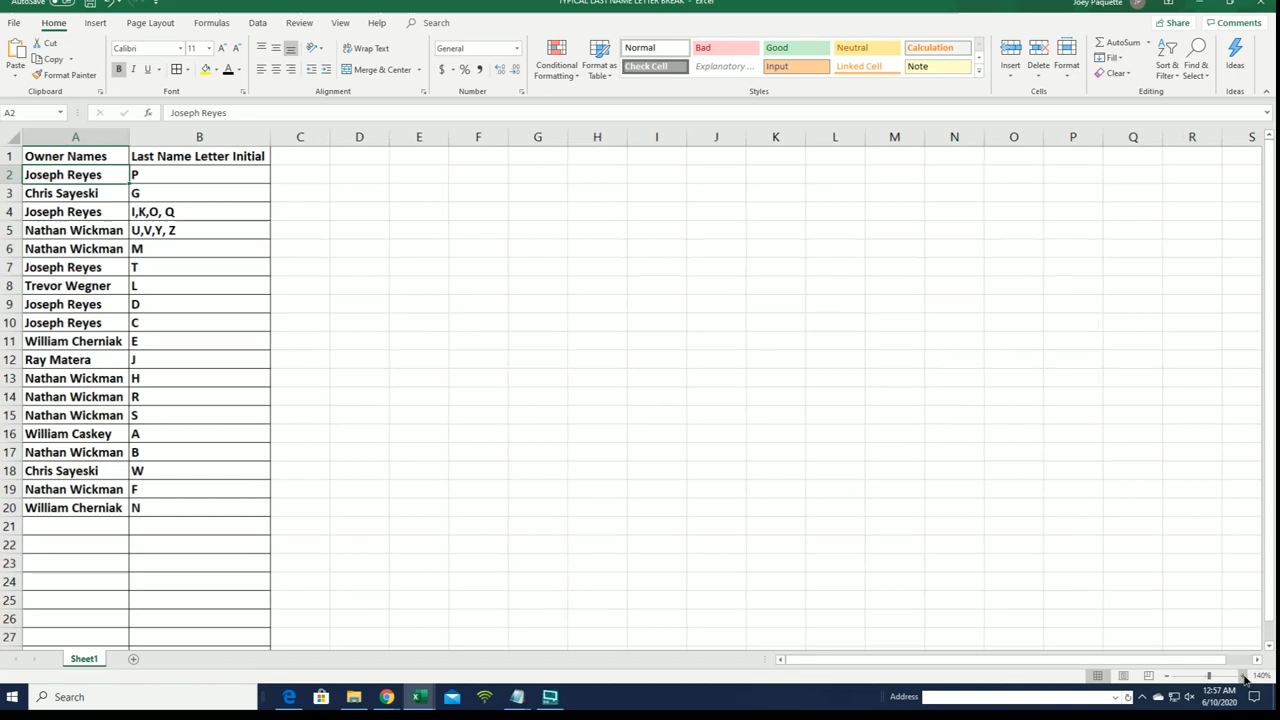 AutoSave Off TYPICAL LAST NAME LETTER BREAK - Excel Joey Paquette JP
File Home Insert Page Layout Formulas Data Review View Help Search Share Comments
Paste Cut Copy Format Painter Clipboard
Calibri 11 B I U A Font
Wrap Text Merge & Center Alignment
General $ % , Number
Conditional Formatting Format as Table
Normal Bad Good Neutral Calculation
Check Cell Explanatory ... Input Linked Cell Note
Styles
Insert Delete Format Cells
AutoSum Fill Clear Sort & Filter Find & Select Editing
Ideas Ideas
A2 fx Joseph Reyes
A B C D E F G H I J K L M N O P Q R S
1 Owner Names Last Name Letter Initial
2 Joseph Reyes P
3 Chris Sayeski G
4 Joseph Reyes I,K,O, Q
5 Nathan Wickman U,V,Y, Z
6 Nathan Wickman M
7 Joseph Reyes T
8 Trevor Wegner L
9 Joseph Reyes D
10 Joseph Reyes C
11 William Cherniak E
12 Ray Matera J
13 Nathan Wickman H
14 Nathan Wickman R
15 Nathan Wickman S
16 William Caskey A
17 Nathan Wickman B
18 Chris Sayeski W
19 Nathan Wickman F
20 William Cherniak N
21
22
23
24
25
26
27
Sheet1
140%
Search Address 12:57 AM
6/10/2020